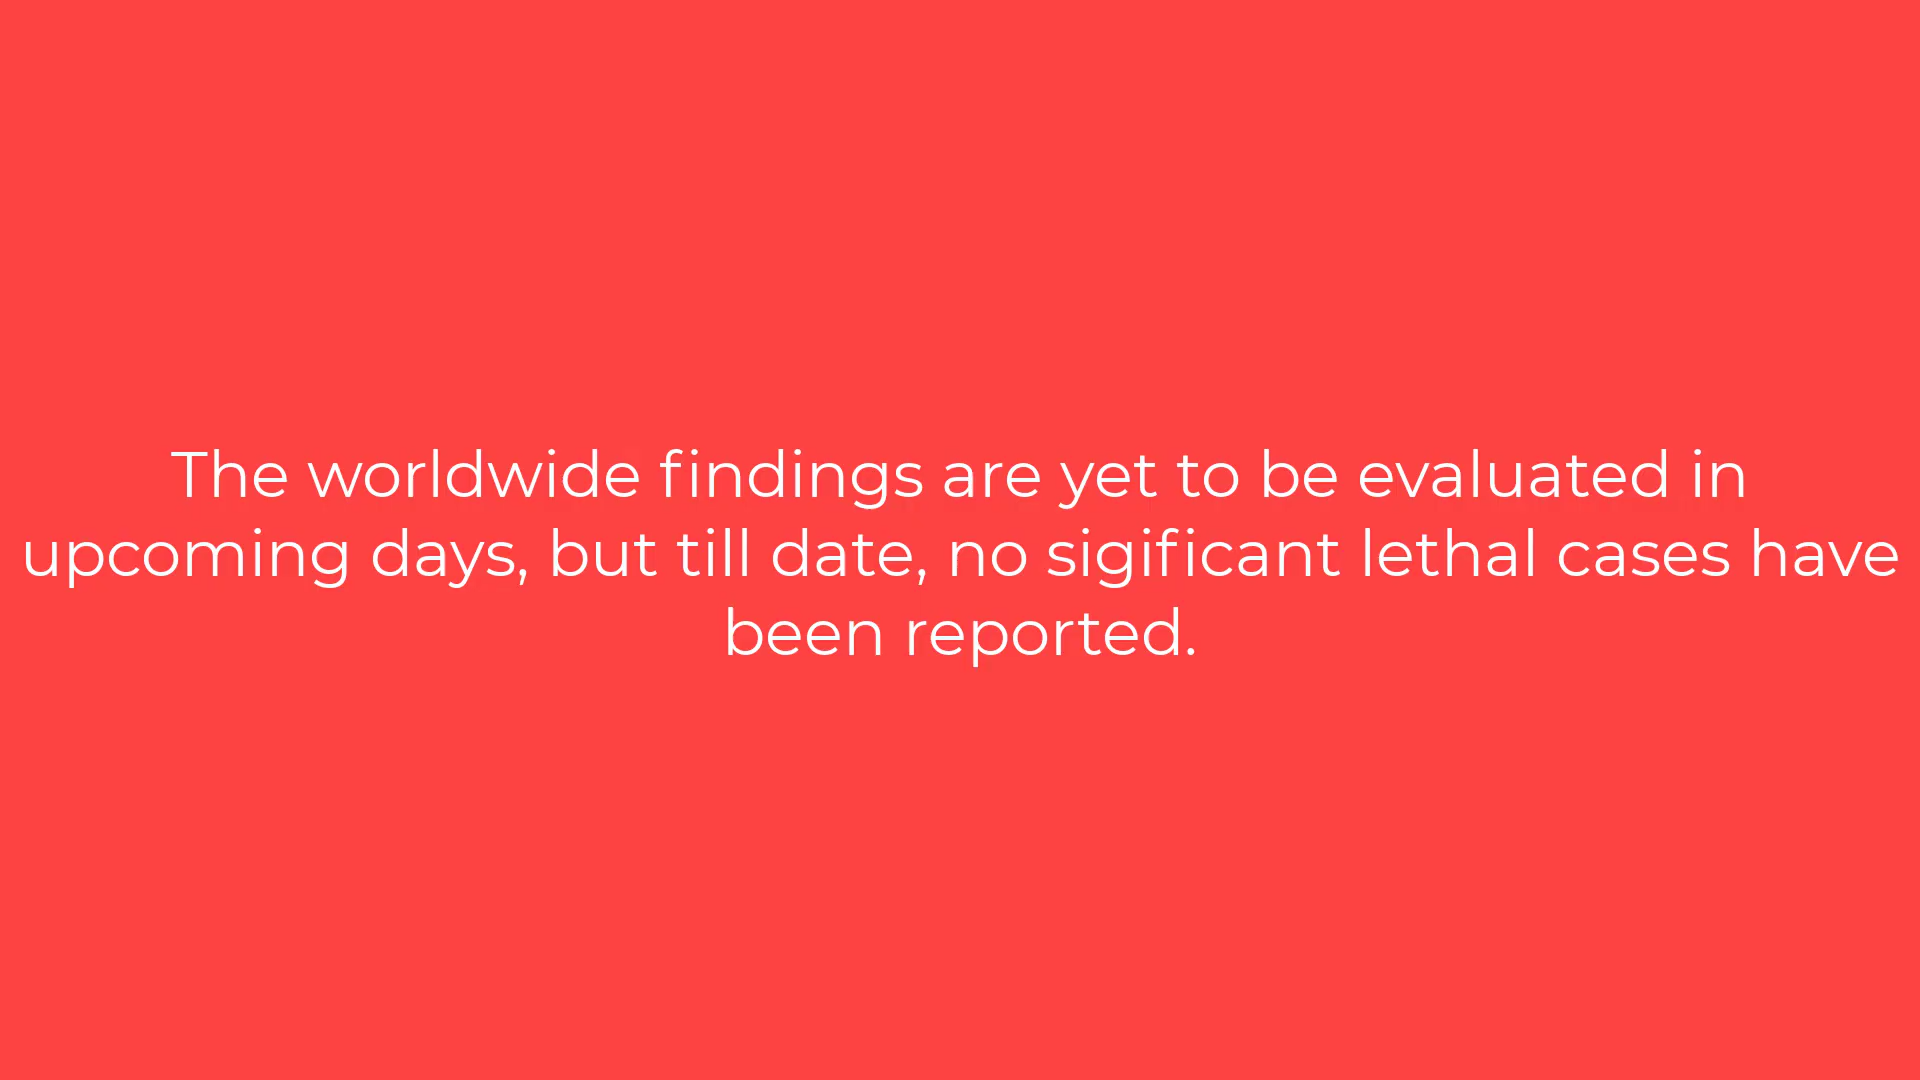 The worldwide findings are yet to be evaluated in
upcoming days, but till date, no sigificant lethal cases have
been reported.